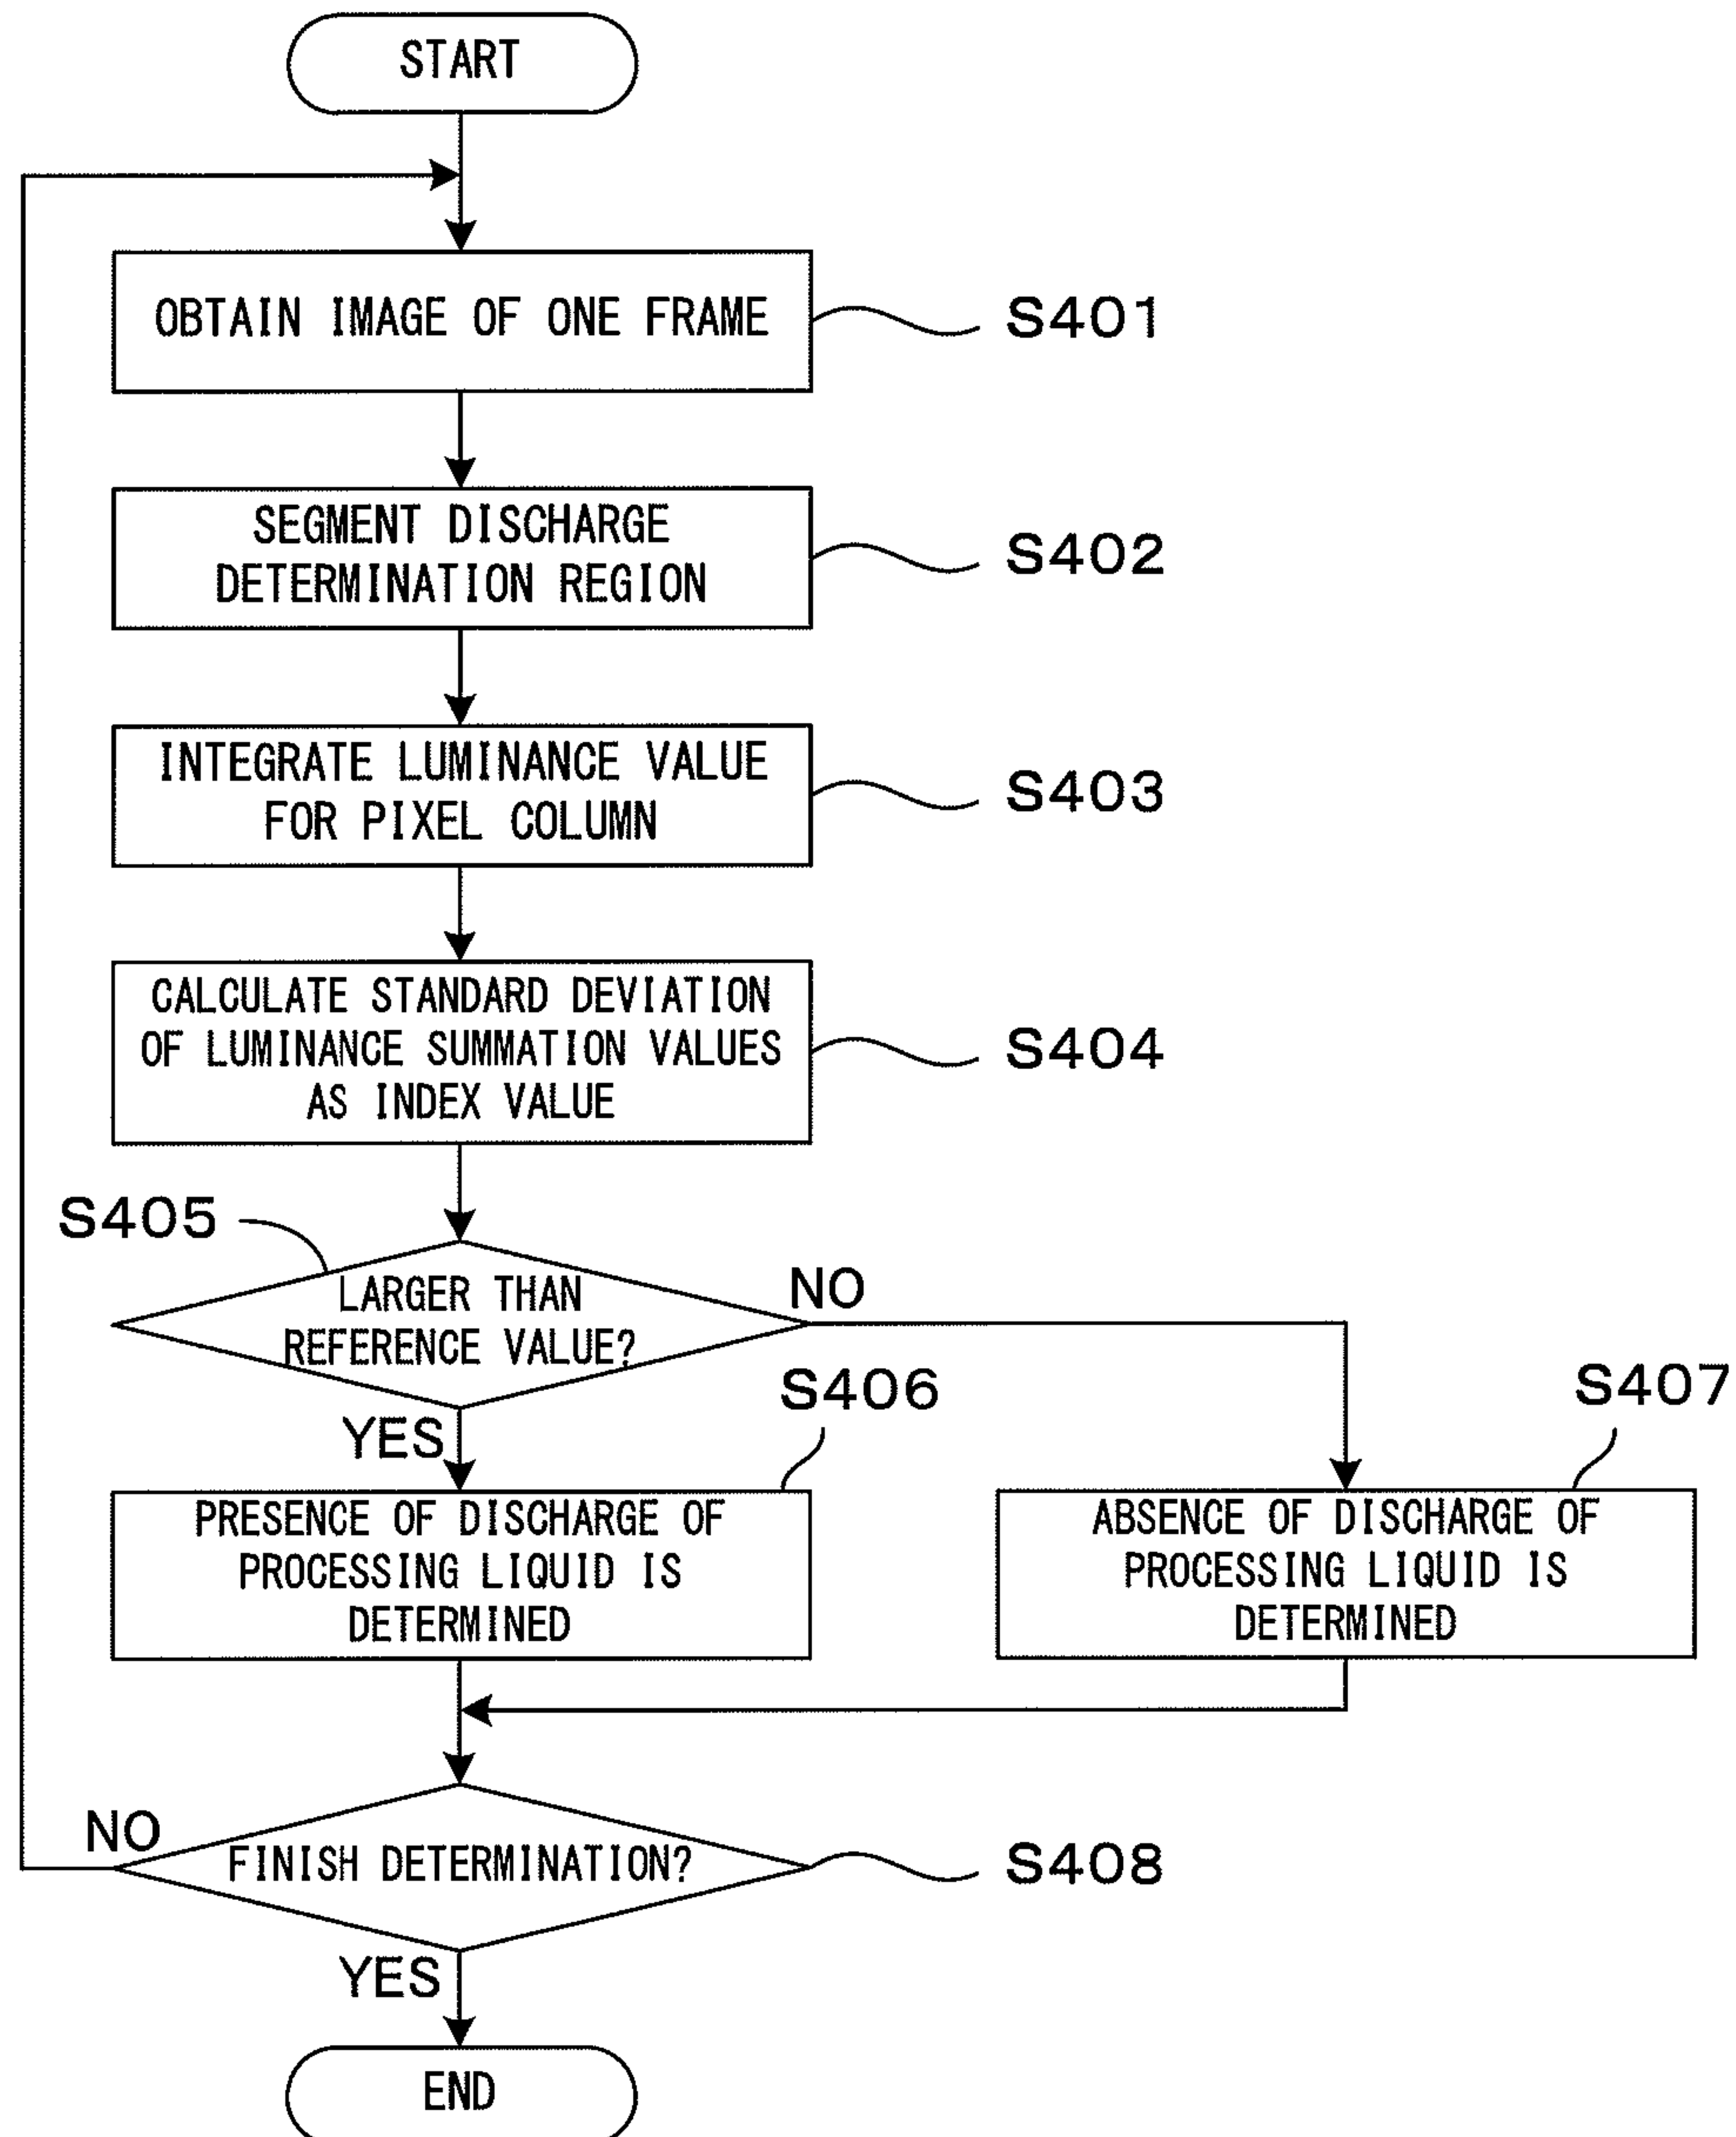 START
OBTAIN IMAGE OF ONE FRAME
S401
SEGMENT DISCHARGE
DETERMINATION REGION
S402
INTEGRATE LUMINANCE VALUE
FOR PIXEL COLUMN
S403
CALCULATE STANDARD DEVIATION
OF LUMINANCE SUMMATION VALUES
AS INDEX VALUE
S404
S405
LARGER THAN
REFERENCE VALUE?
NO
YES
S406
S407
PRESENCE OF DISCHARGE OF
PROCESSING LIQUID IS
DETERMINED
ABSENCE OF DISCHARGE OF
PROCESSING LIQUID IS
DETERMINED
NO
FINISH DETERMINATION?
S408
YES
END